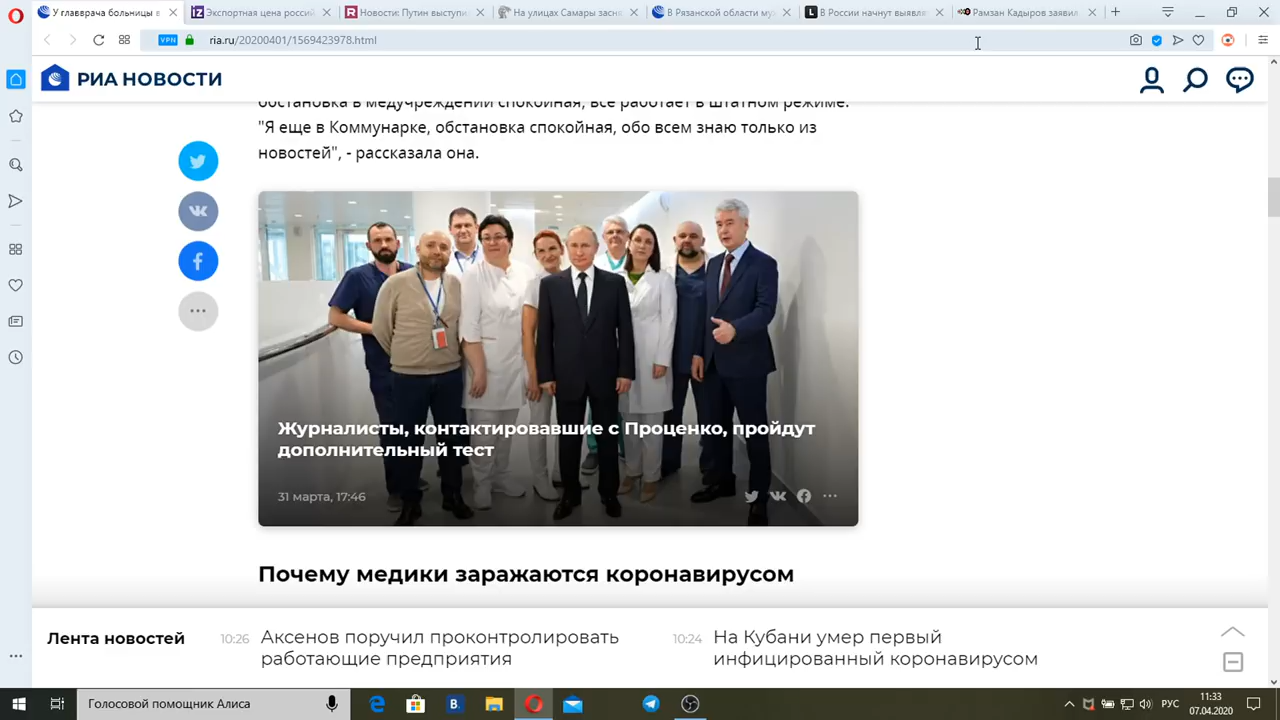 У главврача больницы в
Экспортная цена россий
Новости: Путин выступи
На улицах Самары засн
В Рязанской области му
В России начнут выявля
Рамзан Кадыров заявил
VPN
ria.ru/20200401/1569423978.html
РИА НОВОСТИ
обстановка в медучреждении спокойная, все работает в штатном режиме.
"Я еще в Коммунарке, обстановка спокойная, обо всем знаю только из
новостей", - рассказала она.
Журналисты, контактировавшие с Проценко, пройдут
дополнительный тест
31 марта, 17:46
Почему медики заражаются коронавирусом
Лента новостей
10:26
Аксенов поручил проконтролировать
работающие предприятия
10:24
На Кубани умер первый
инфицированный коронавирусом
Голосовой помощник Алиса
РУС
11:33
07.04.2020